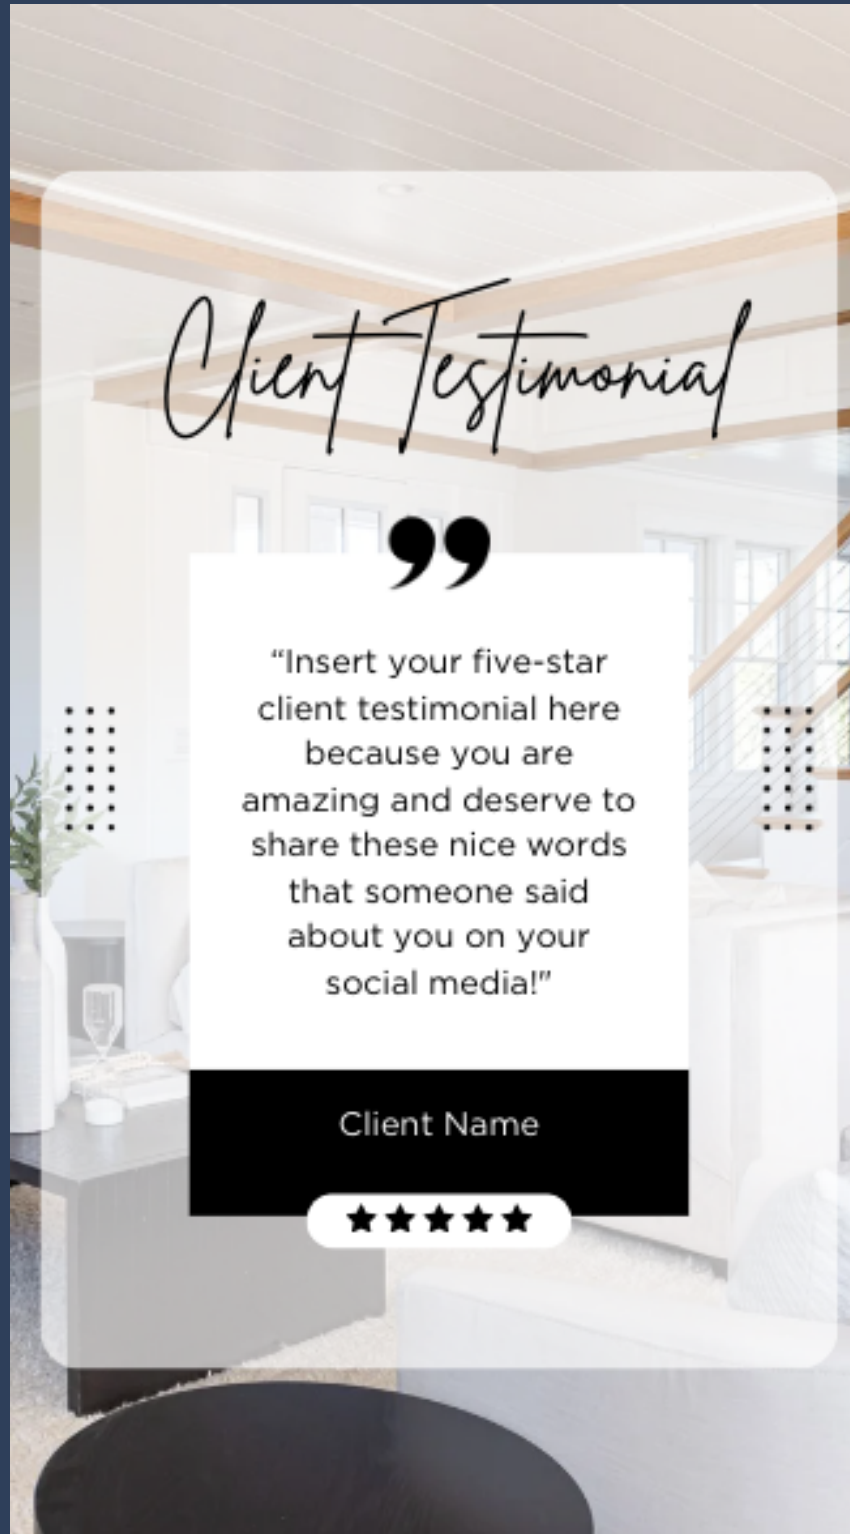 Client Testimonial
”
“Insert your five-star
client testimonial here
because you are
amazing and deserve to
share these nice words
that someone said
about you on your
social media!"
Client Name
★★★★★